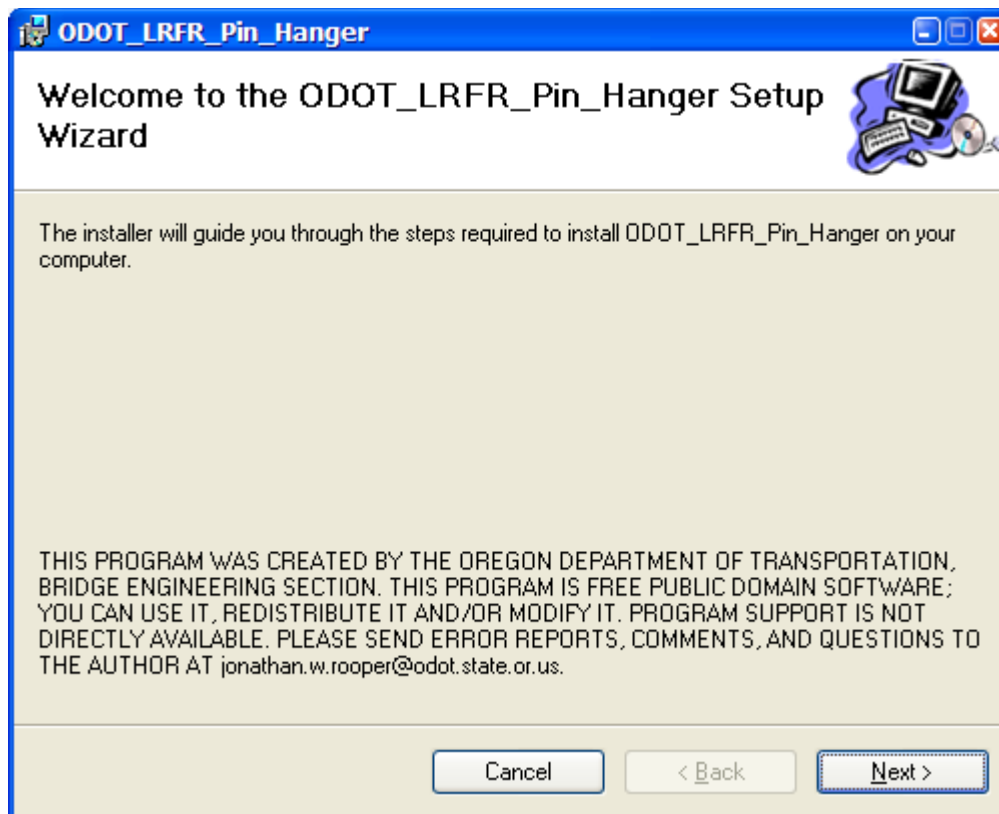 ODOT_LRFR_Pin_Hanger
Welcome to the ODOT_LRFR_Pin_Hanger Setup
Wizard
The installer will guide you through the steps required to install ODOT_LRFR_Pin_Hanger on your
computer.
THIS PROGRAM WAS CREATED BY THE OREGON DEPARTMENT OF TRANSPORTATION,
BRIDGE ENGINEERING SECTION. THIS PROGRAM IS FREE PUBLIC DOMAIN SOFTWARE;
YOU CAN USE IT, REDISTRIBUTE IT AND/OR MODIFY IT. PROGRAM SUPPORT IS NOT
DIRECTLY AVAILABLE. PLEASE SEND ERROR REPORTS, COMMENTS, AND QUESTIONS TO
THE AUTHOR AT jonathan.w.rooper@odot.state.or.us.
Cancel < Back Next >